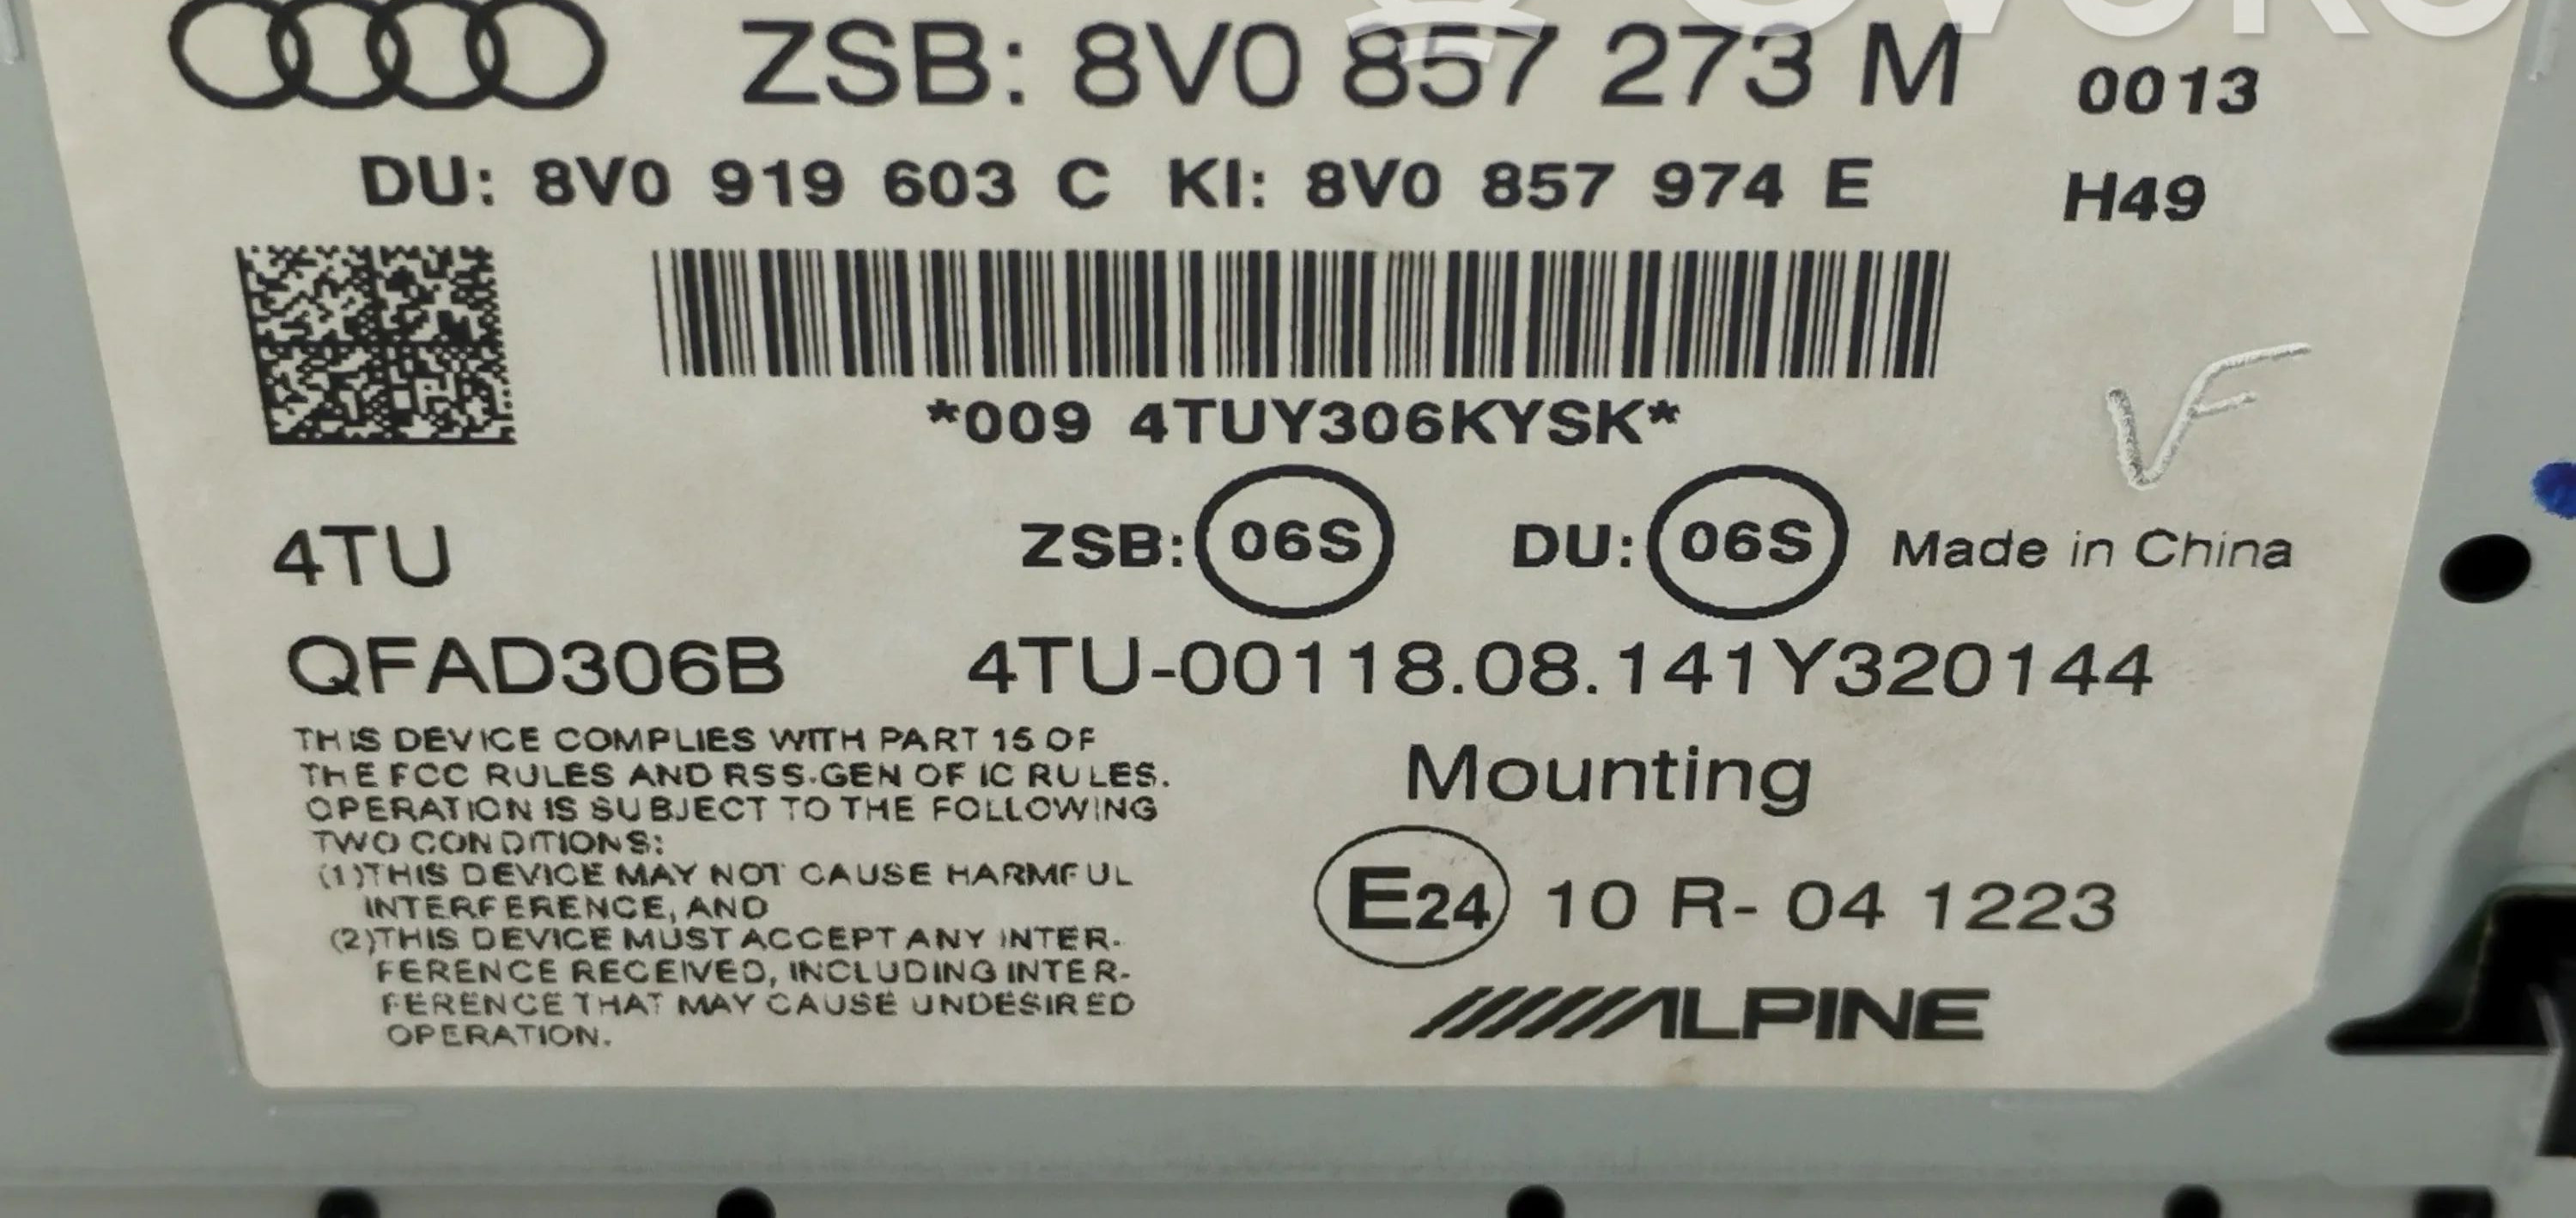 ZSB: 8V0 857 273 M 0013
DU: 8V0 919 603 C KI: 8V0 857 974 E H49
*009 4TUY306KYSK*
VF
4TU ZSB: 06S DU: 06S Made in China
QFAD306B 4TU-00118.08.141Y320144
THIS DEVICE COMPLIES WITH PART 15 OF
THE FCC RULES AND RSS-GEN OF IC RULES.
OPERATION IS SUBJECT TO THE FOLLOWING
TWO CONDITIONS:
(1)THIS DEVICE MAY NOT CAUSE HARMFUL
INTERFERENCE, AND
(2)THIS DEVICE MUST ACCEPT ANY INTER-
FERENCE RECEIVED, INCLUDING INTER-
FERENCE THAT MAY CAUSE UNDESIRED
OPERATION.
Mounting
E24 10 R- 04 1223
ALPINE